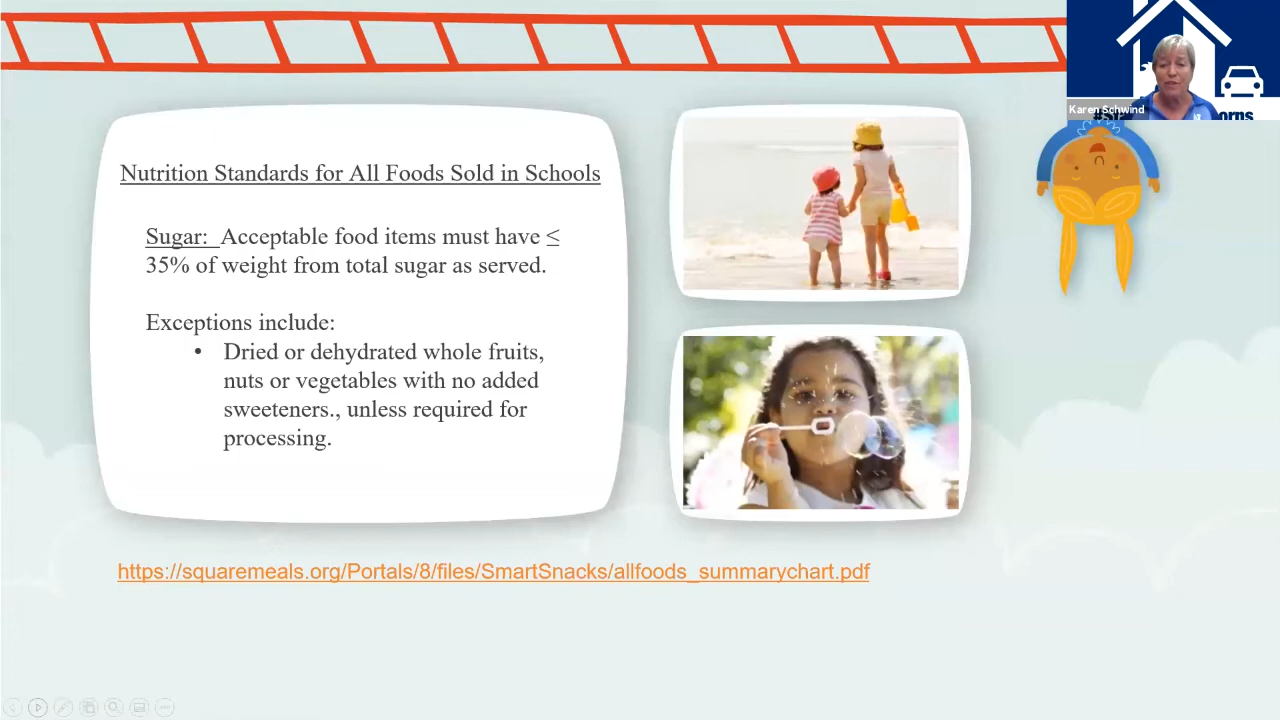 Karen Schwind
orns
Nutrition Standards for All Foods Sold in Schools
Sugar: Acceptable food items must have ≤
35% of weight from total sugar as served.
Exceptions include:
• Dried or dehydrated whole fruits,
nuts or vegetables with no added
sweeteners., unless required for
processing.
https://squaremeals.org/Portals/8/files/SmartSnacks/allfoods_summarychart.pdf